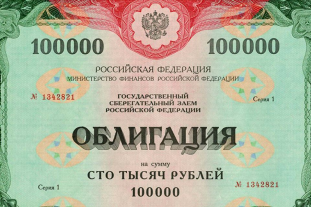 100000 100000
РОССИЙСКАЯ ФЕДЕРАЦИЯ
МИНИСТЕРСТВО ФИНАНСОВ РОССИЙСКОЙ ФЕДЕРАЦИИ
№ 1342821 ГОСУДАРСТВЕННЫЙ Серия 1
СБЕРЕГАТЕЛЬНЫЙ ЗАЕМ
РОССИЙСКОЙ ФЕДЕРАЦИИ
ОБЛИГАЦИЯ
на сумму
Серия 1 СТО ТЫСЯЧ РУБЛЕЙ № 1342821
100000